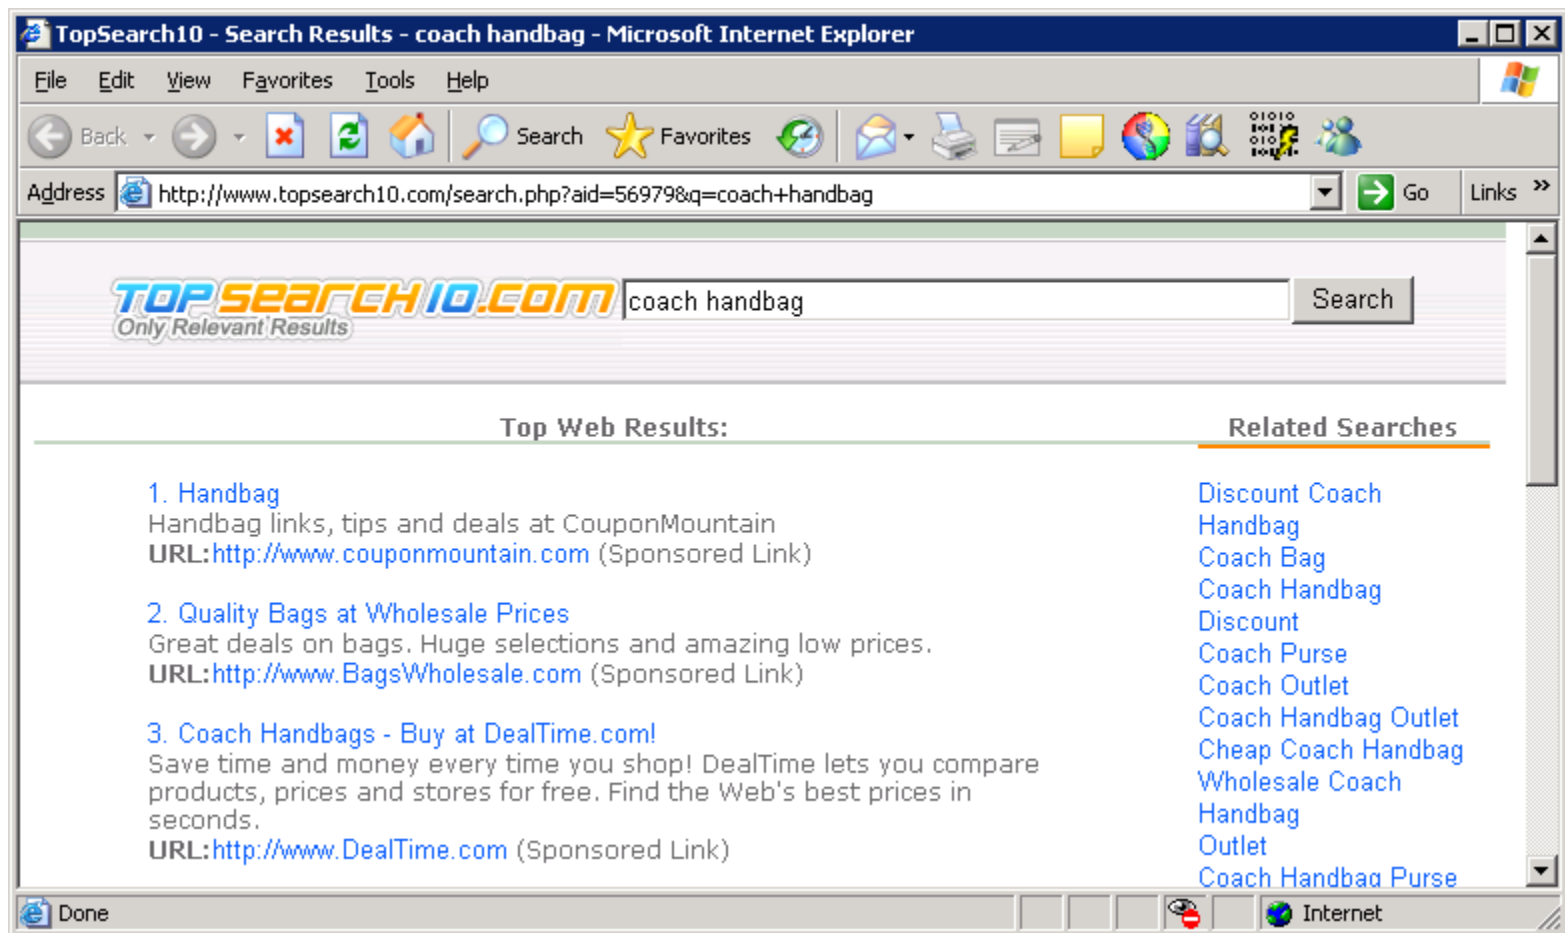 TopSearch10 - Search Results - coach handbag - Microsoft Internet Explorer
File Edit View Favorites Tools Help
Back Search Favorites
Address http://www.topsearch10.com/search.php?aid=56979&q=coach+handbag Go Links »
TOPSEARCH10.COM coach handbag Search
Only Relevant Results
Top Web Results:
1. Handbag
Handbag links, tips and deals at CouponMountain
URL:http://www.couponmountain.com (Sponsored Link)
2. Quality Bags at Wholesale Prices
Great deals on bags. Huge selections and amazing low prices.
URL:http://www.BagsWholesale.com (Sponsored Link)
3. Coach Handbags - Buy at DealTime.com!
Save time and money every time you shop! DealTime lets you compare
products, prices and stores for free. Find the Web's best prices in
seconds.
URL:http://www.DealTime.com (Sponsored Link)
Related Searches
Discount Coach
Handbag
Coach Bag
Coach Handbag
Discount
Coach Purse
Coach Outlet
Coach Handbag Outlet
Cheap Coach Handbag
Wholesale Coach
Handbag
Outlet
Coach Handbag Purse
Done Internet